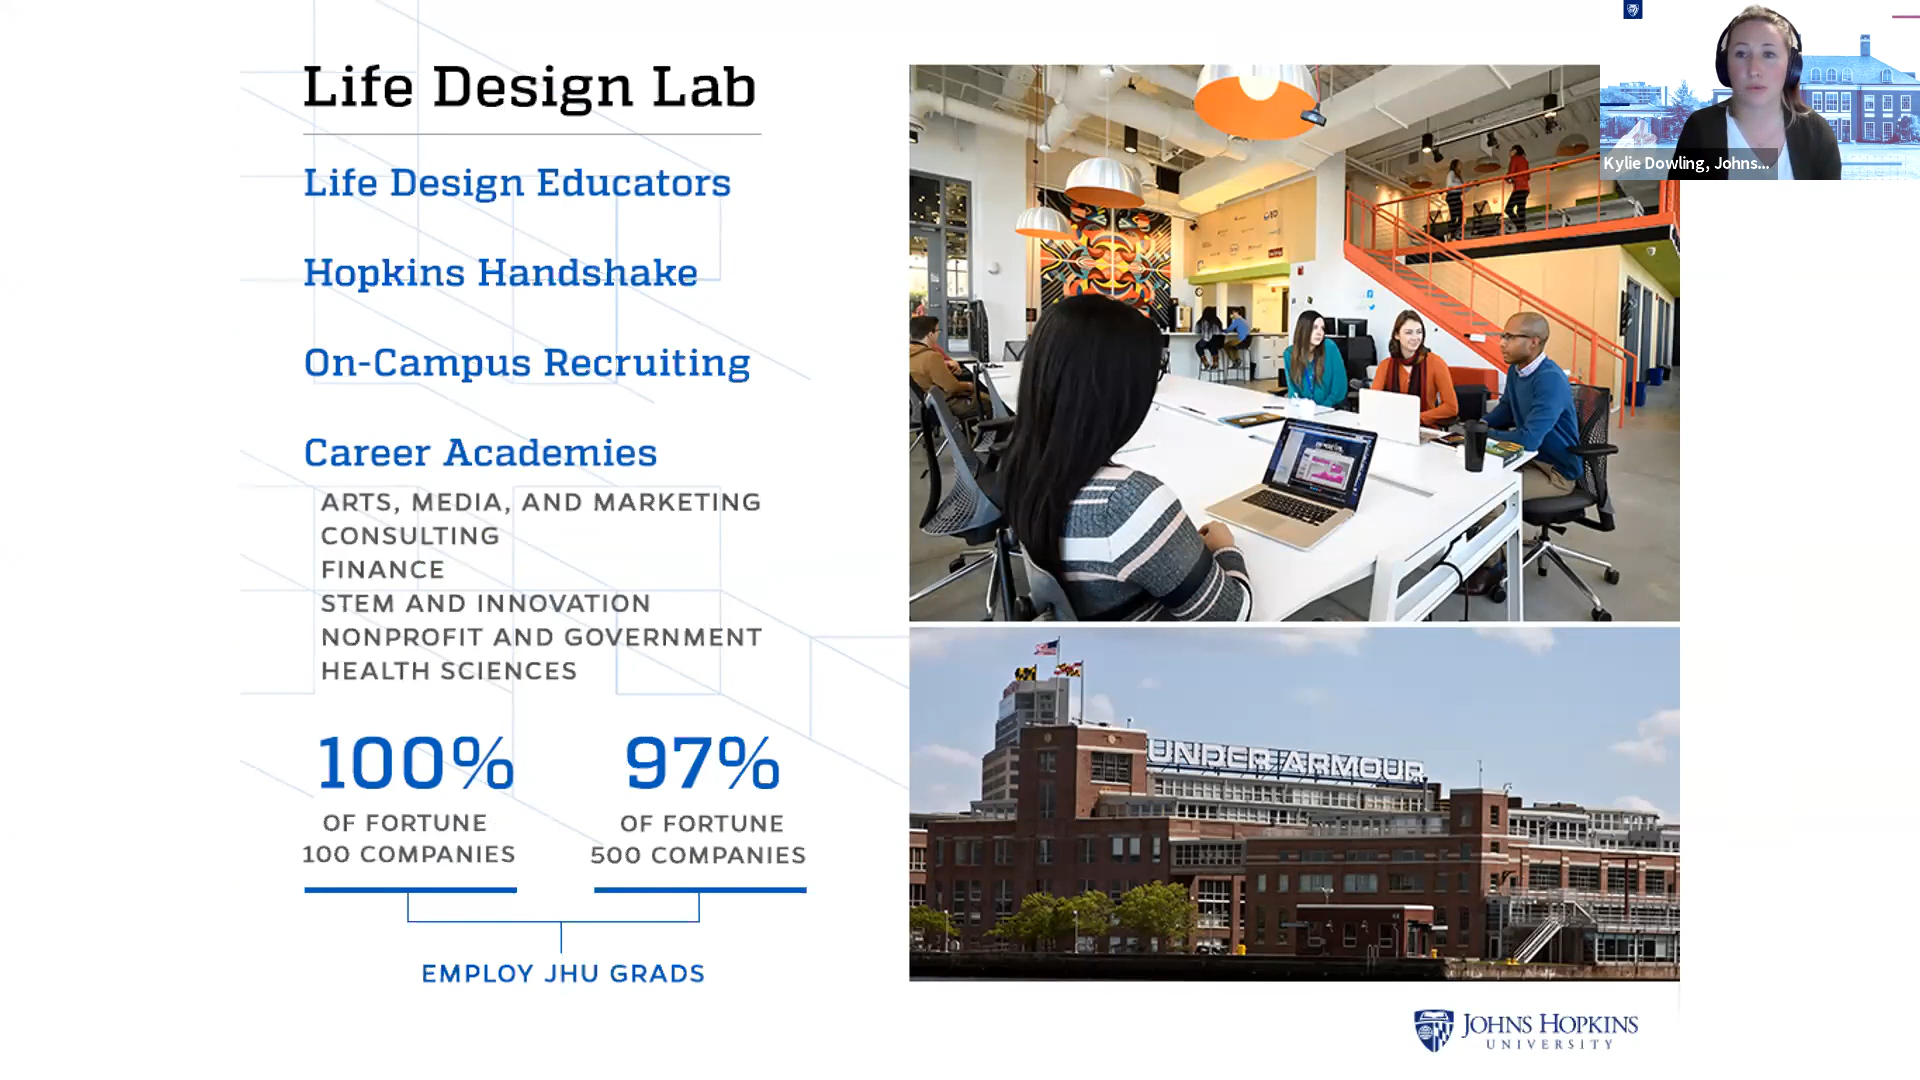 Life Design Lab
Life Design Educators
Hopkins Handshake
On-Campus Recruiting
Career Academies
ARTS, MEDIA, AND MARKETING
CONSULTING
FINANCE
STEM AND INNOVATION
NONPROFIT AND GOVERNMENT
HEALTH SCIENCES
100%
OF FORTUNE
100 COMPANIES
97%
OF FORTUNE
500 COMPANIES
EMPLOY JHU GRADS
UNDER ARMOUR
Kylie Dowling, Johns...
JOHNS HOPKINS
UNIVERSITY